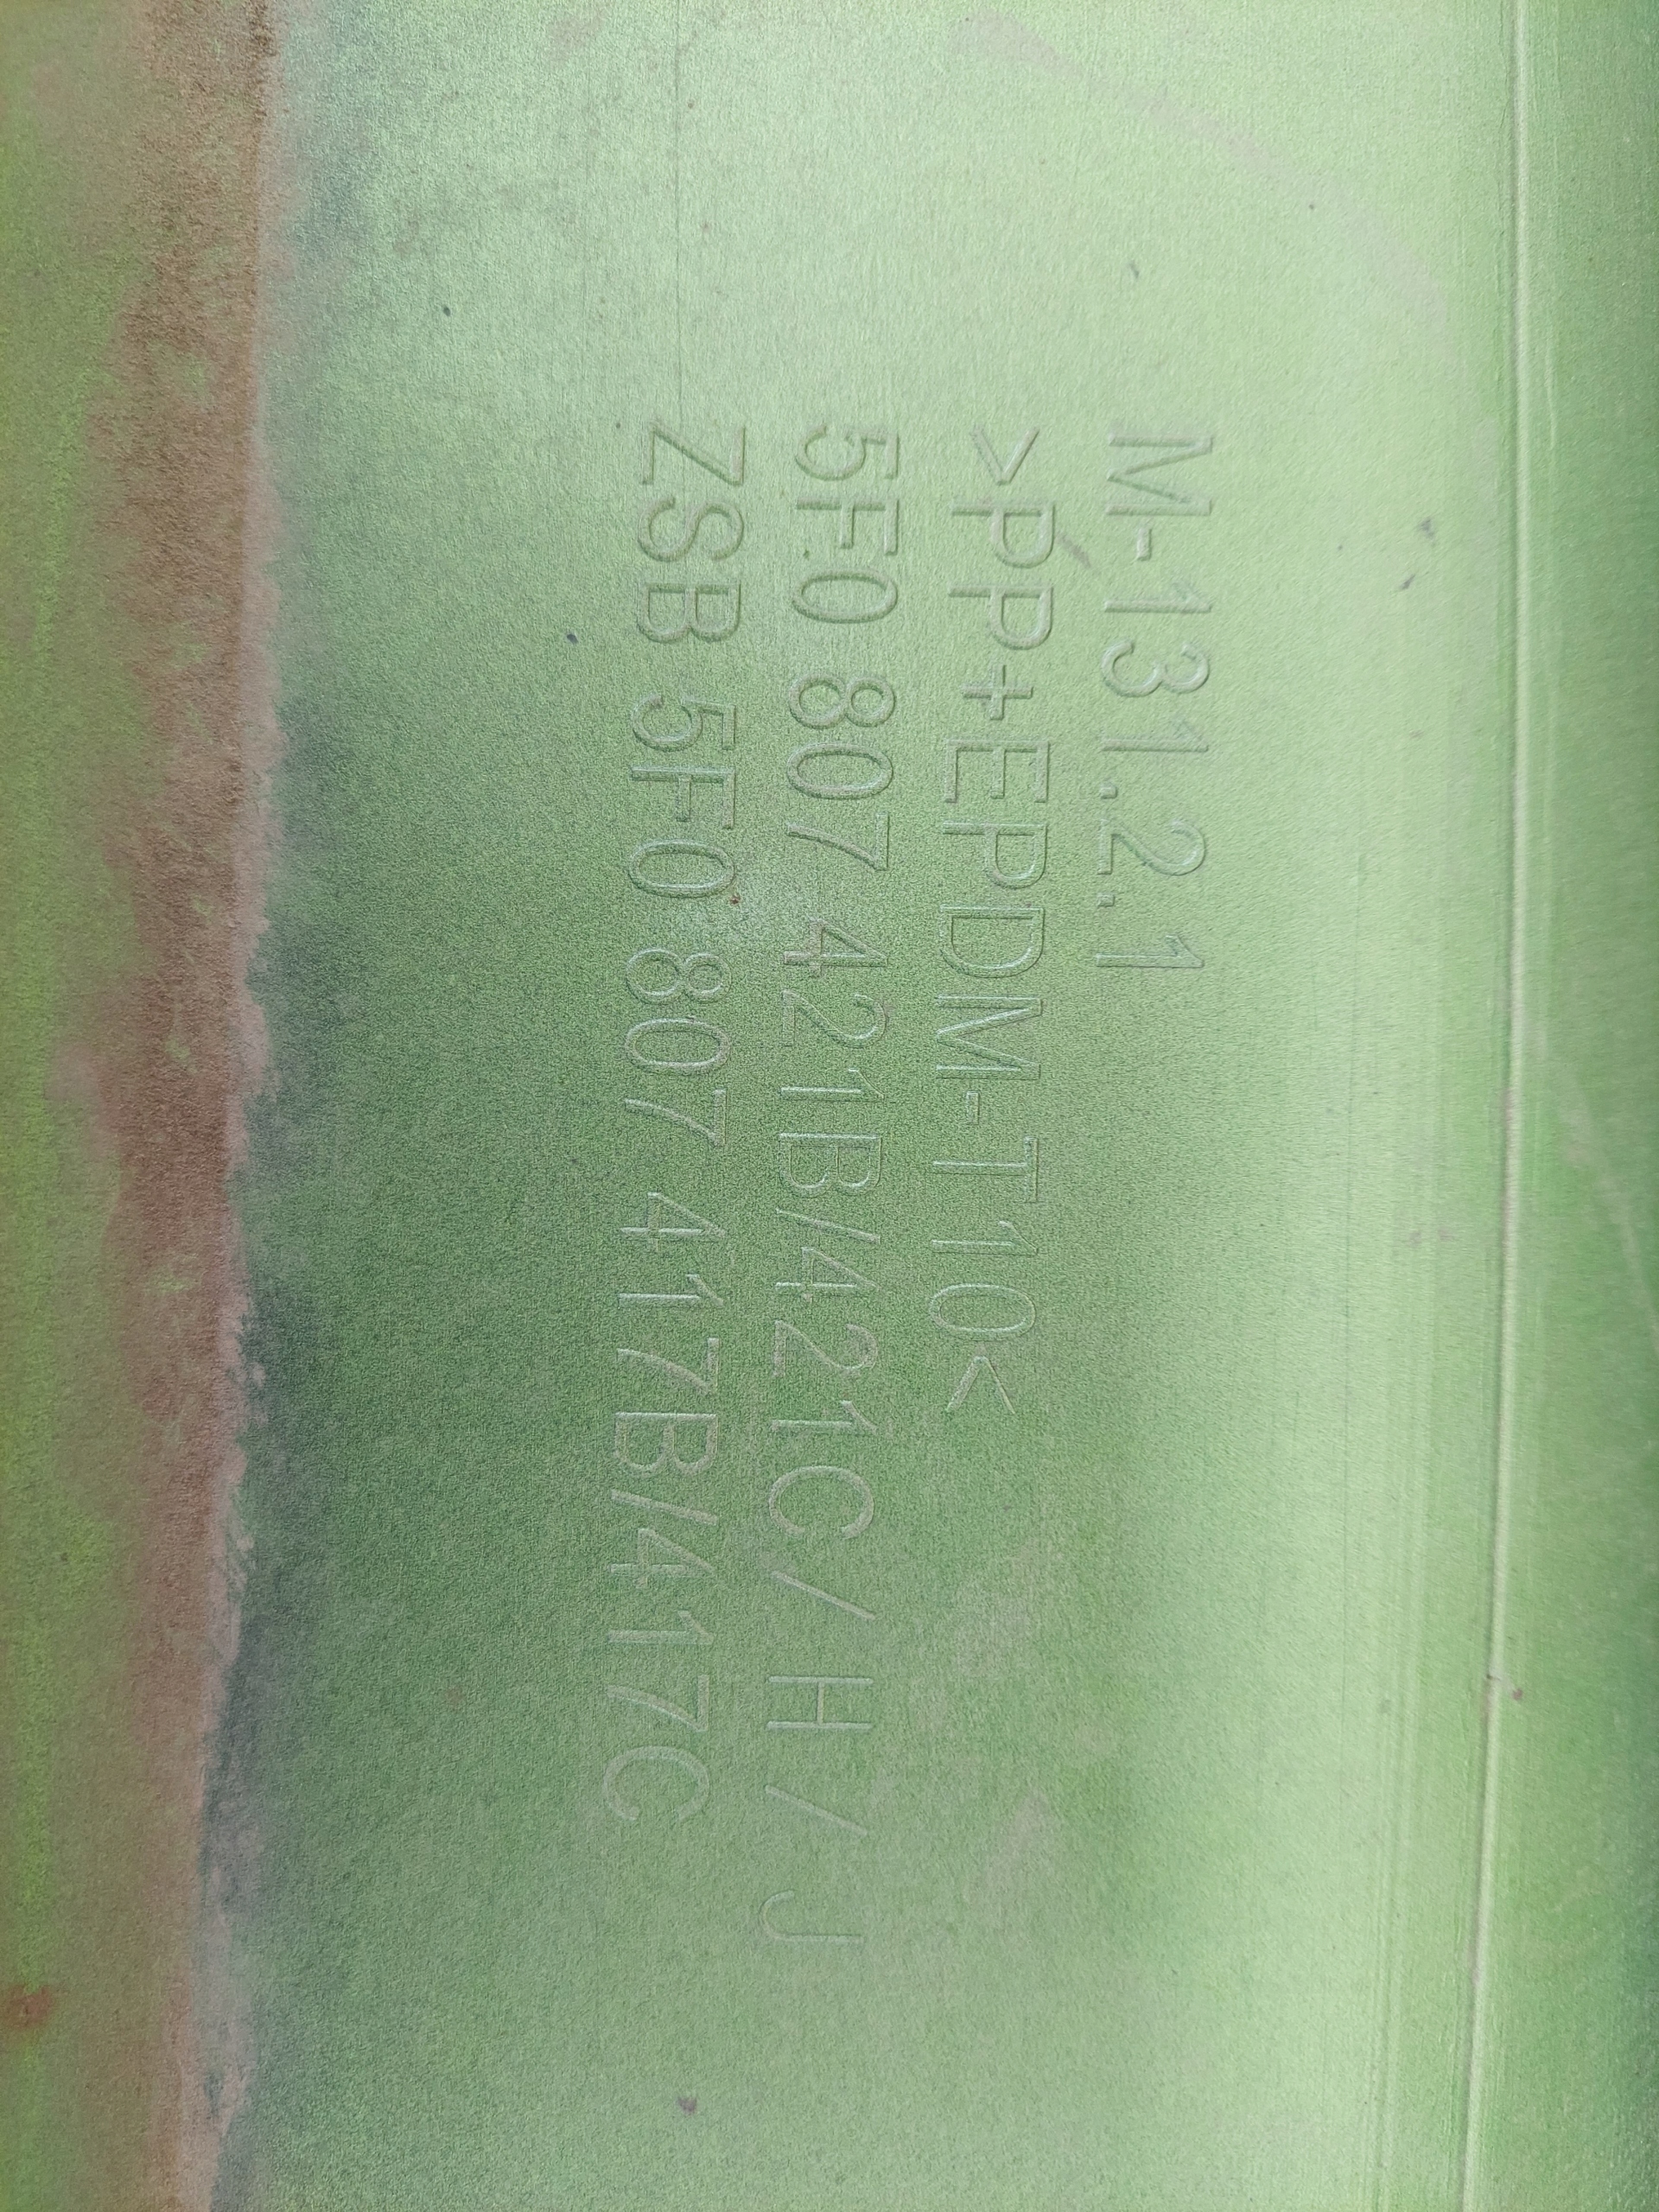 M-131.2.1
>PP+EPDM-T10<
5F0 807 421B/421C/H/J
ZSB 5F0 807 417B/417C